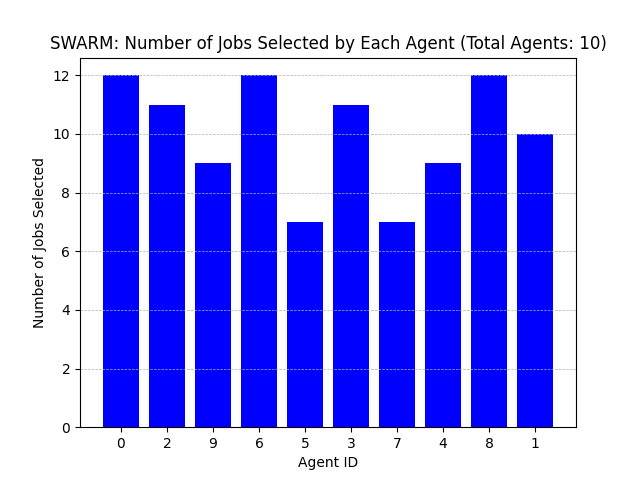 SWARM: Number of Jobs Selected by Each Agent (Total Agents: 10)
Number of Jobs Selected
12
10
8
6
4
2
0
0 2 9 6 5 3 7 4 8 1
Agent ID